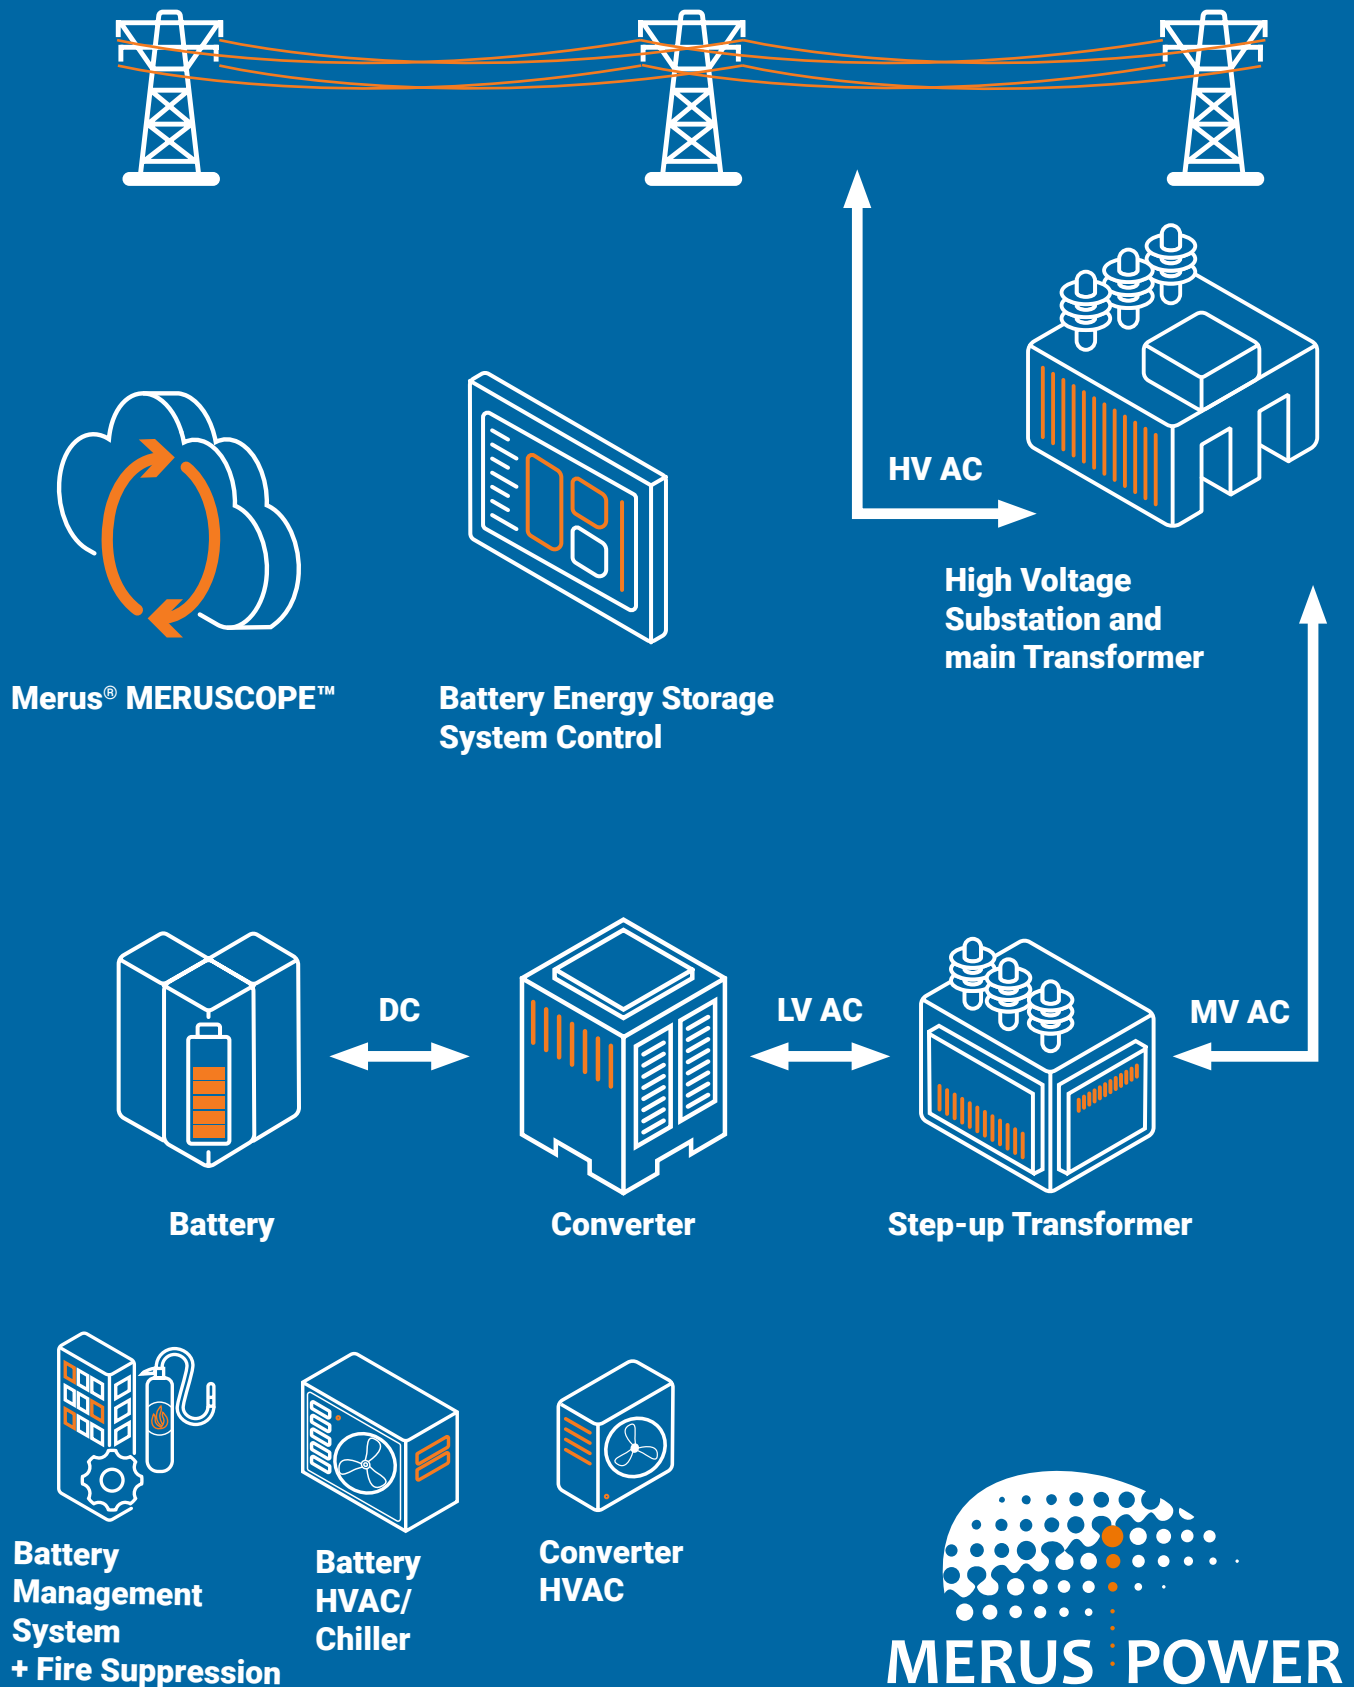 HV AC
High Voltage
Substation and
main Transformer
Merus® MERUSCOPE™
Battery Energy Storage
System Control
DC
LV AC
MV AC
Battery
Converter
Step-up Transformer
Battery
Management
System
+ Fire Suppression
Battery
HVAC/
Chiller
Converter
HVAC
MERUS POWER